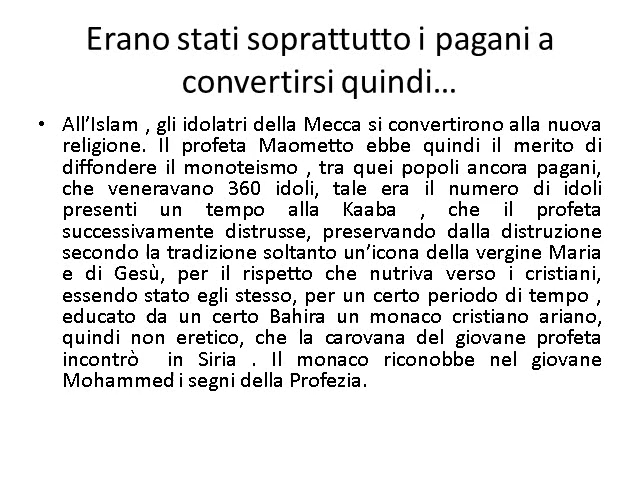 Erano stati soprattutto i pagani a
convertirsi quindi…
• All’Islam , gli idolatri della Mecca si convertirono alla nuova
religione. Il profeta Maometto ebbe quindi il merito di
diffondere il monoteismo , tra quei popoli ancora pagani,
che veneravano 360 idoli, tale era il numero di idoli
presenti un tempo alla Kaaba , che il profeta
successivamente distrusse, preservando dalla distruzione
secondo la tradizione soltanto un’icona della vergine Maria
e di Gesù, per il rispetto che nutriva verso i cristiani,
essendo stato egli stesso, per un certo periodo di tempo ,
educato da un certo Bahira un monaco cristiano ariano,
quindi non eretico, che la carovana del giovane profeta
incontrò in Siria . Il monaco riconobbe nel giovane
Mohammed i segni della Profezia.